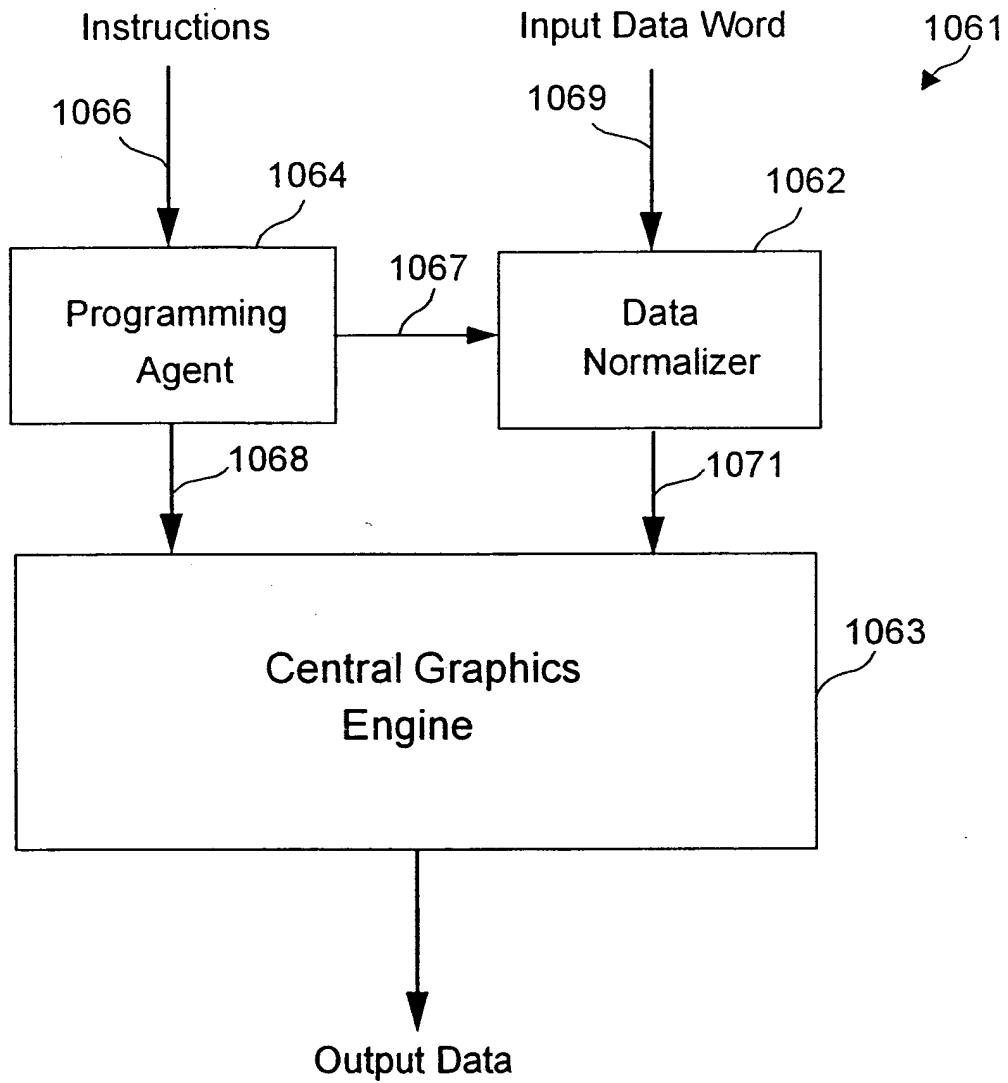 Instructions
Input Data Word
1061
1066
1069
1064
1062
1067
Programming
Agent
Data
Normalizer
1068
1071
Central Graphics
Engine
1063
Output Data